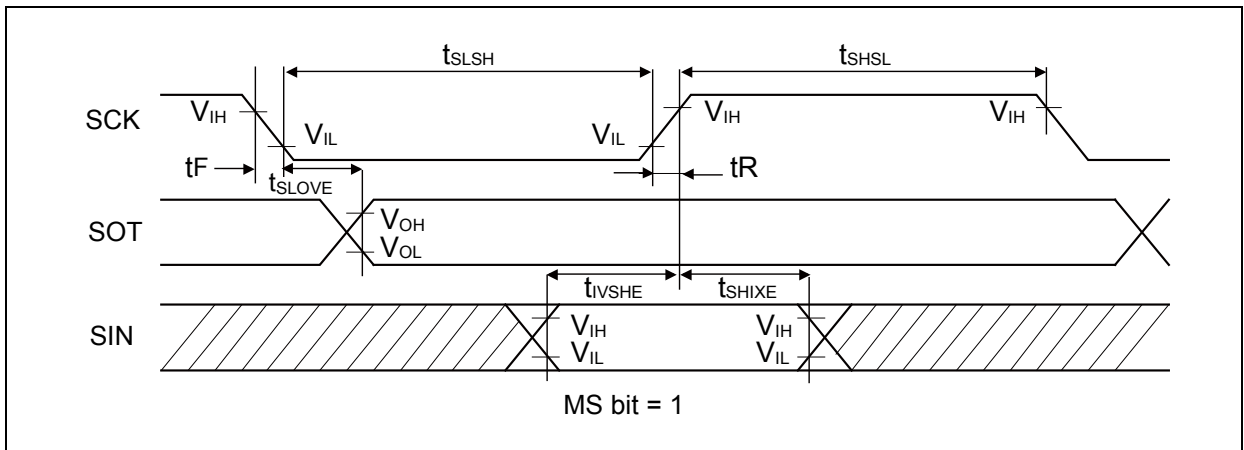 tSLSH
tSHSL
SCK
VIH
VIL
VIL
VIH
VIH
tF
tSLOVE
tR
SOT
VOH
VOL
tIVSHE
tSHIXE
SIN
VIH
VIL
VIH
VIL
MS bit = 1